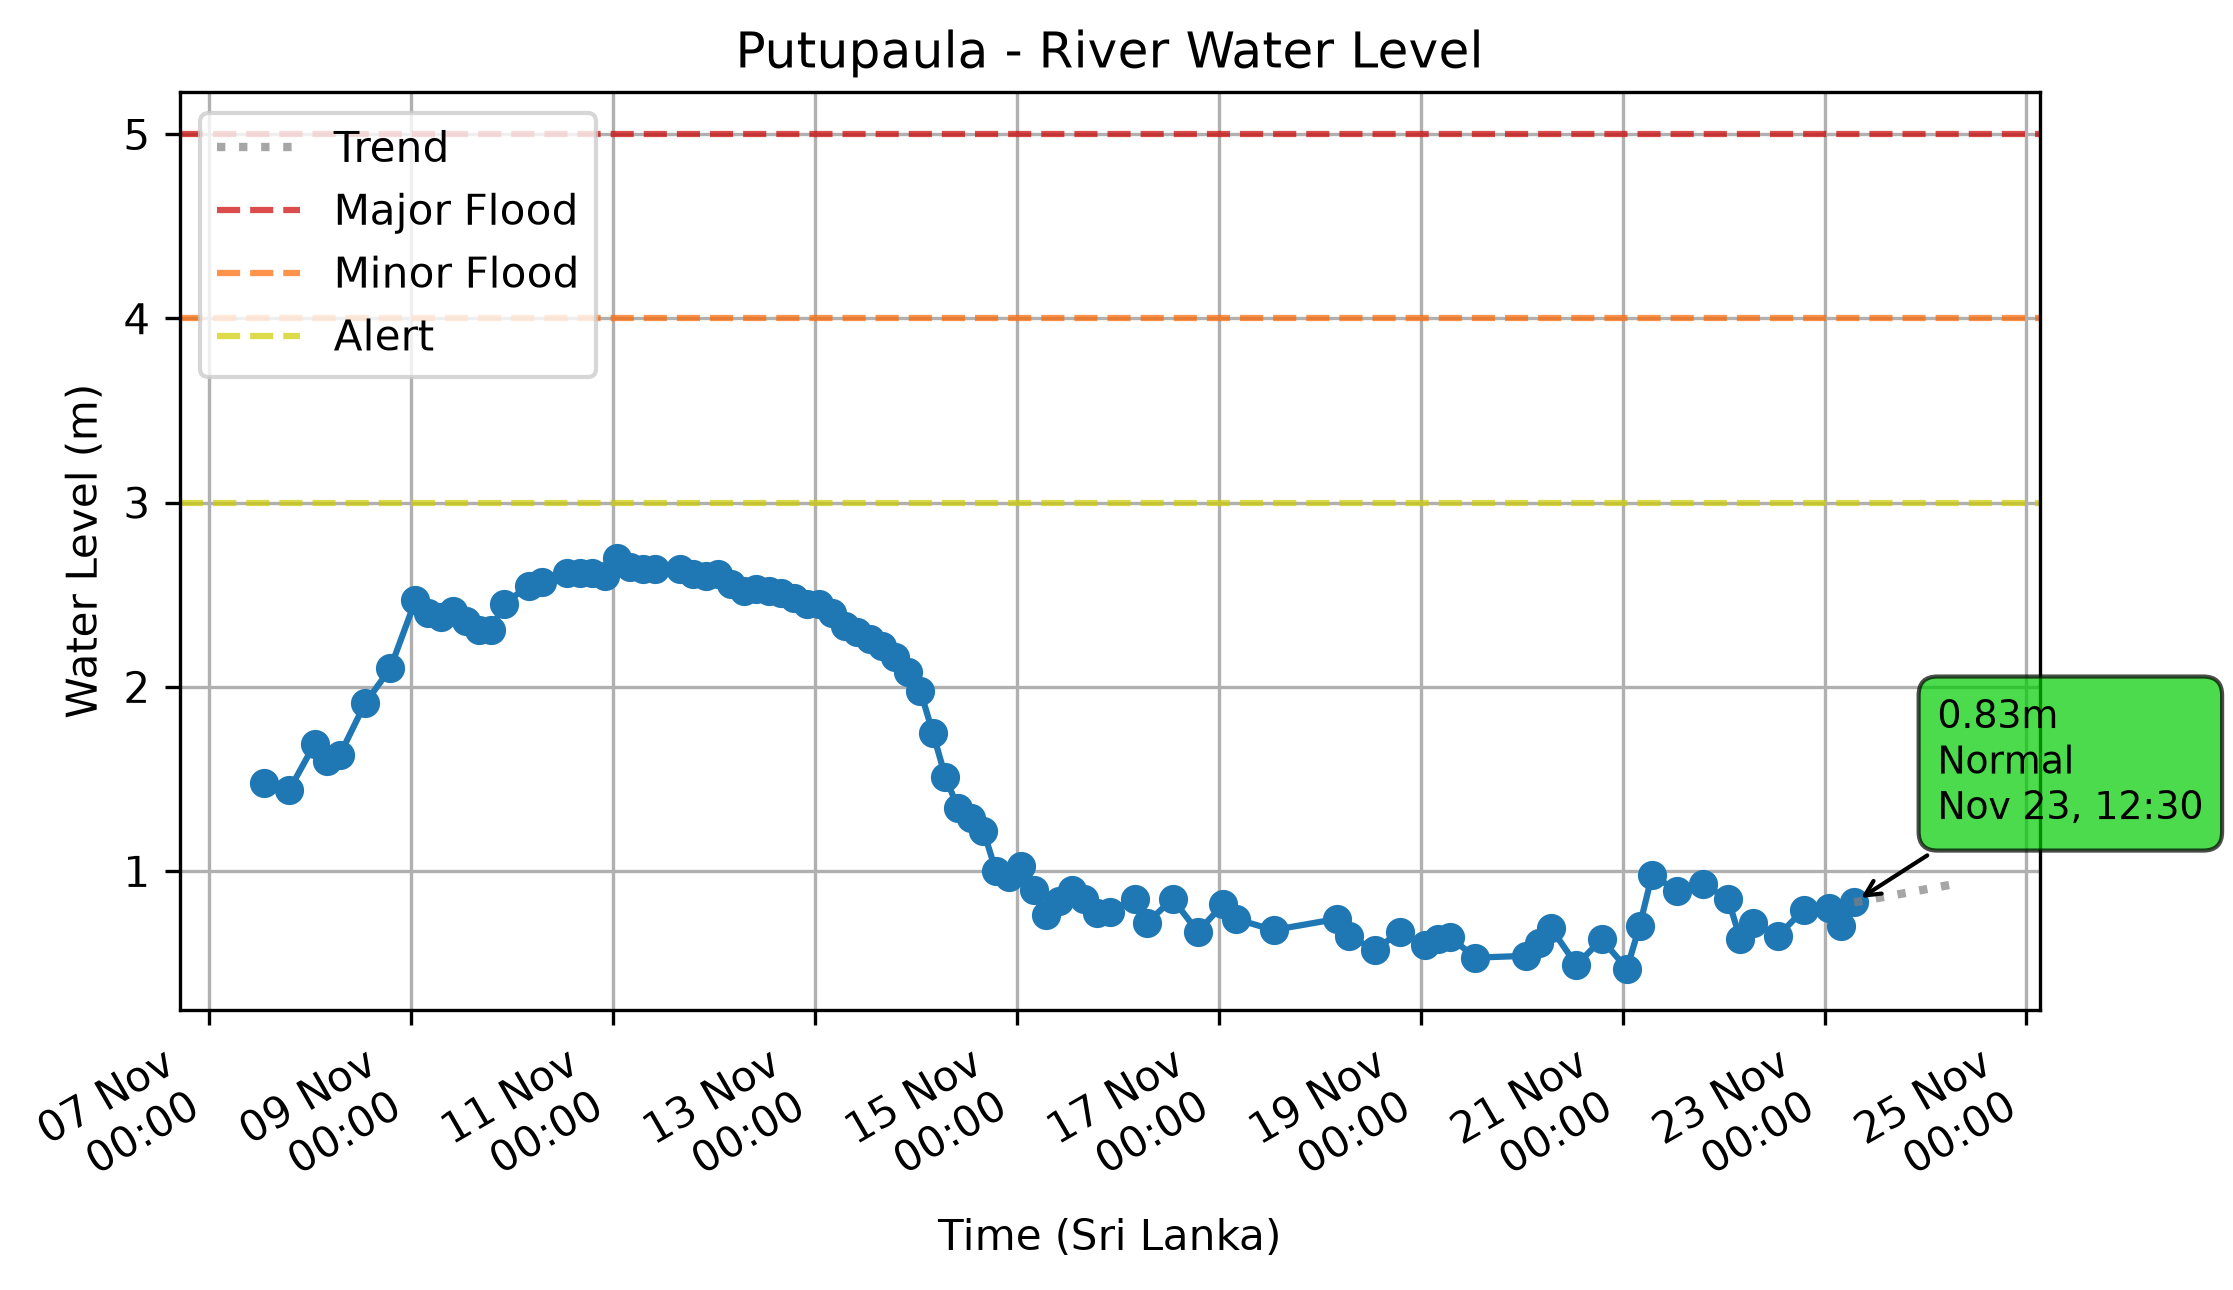 Putupaula - River Water Level
Trend
Major Flood
Minor Flood
Alert
5
4
3
2
1
Water Level (m)
0.83m
Normal
Nov 23, 12:30
07 Nov
00:00
09 Nov
00:00
11 Nov
00:00
13 Nov
00:00
15 Nov
00:00
17 Nov
00:00
19 Nov
00:00
21 Nov
00:00
23 Nov
00:00
25 Nov
00:00
Time (Sri Lanka)